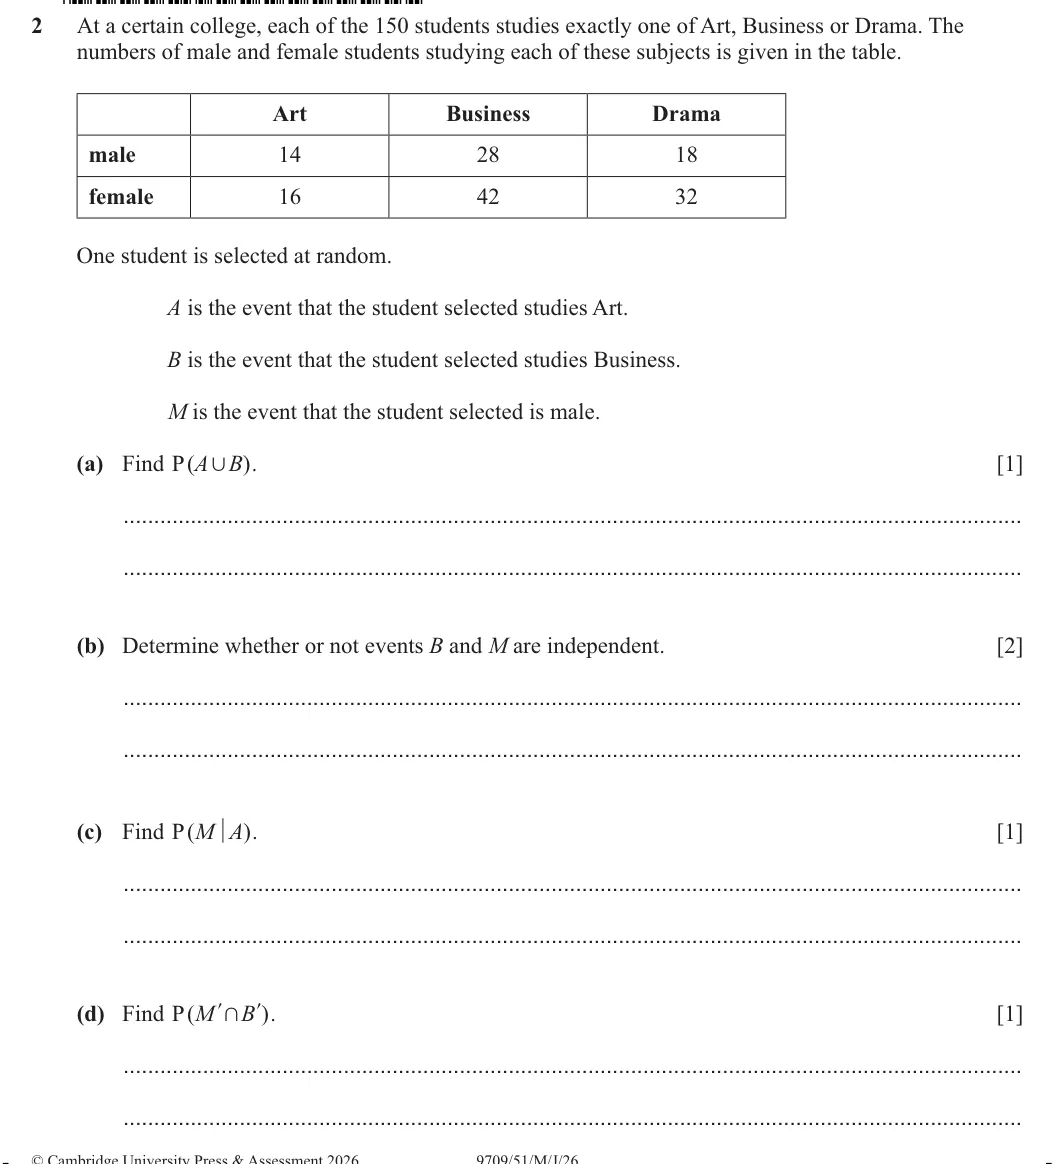 2 At a certain college, each of the 150 students studies exactly one of Art, Business or Drama. The
numbers of male and female students studying each of these subjects is given in the table.
Art Business Drama
male 14 28 18
female 16 42 32
One student is selected at random.
A is the event that the student selected studies Art.
B is the event that the student selected studies Business.
M is the event that the student selected is male.
(a) Find P(A∪B). [1]
(b) Determine whether or not events B and M are independent. [2]
(c) Find P(M|A). [1]
(d) Find P(M′∩B′). [1]
© Cambridge University Press & Assessment 2026 9709/51/M/J/26